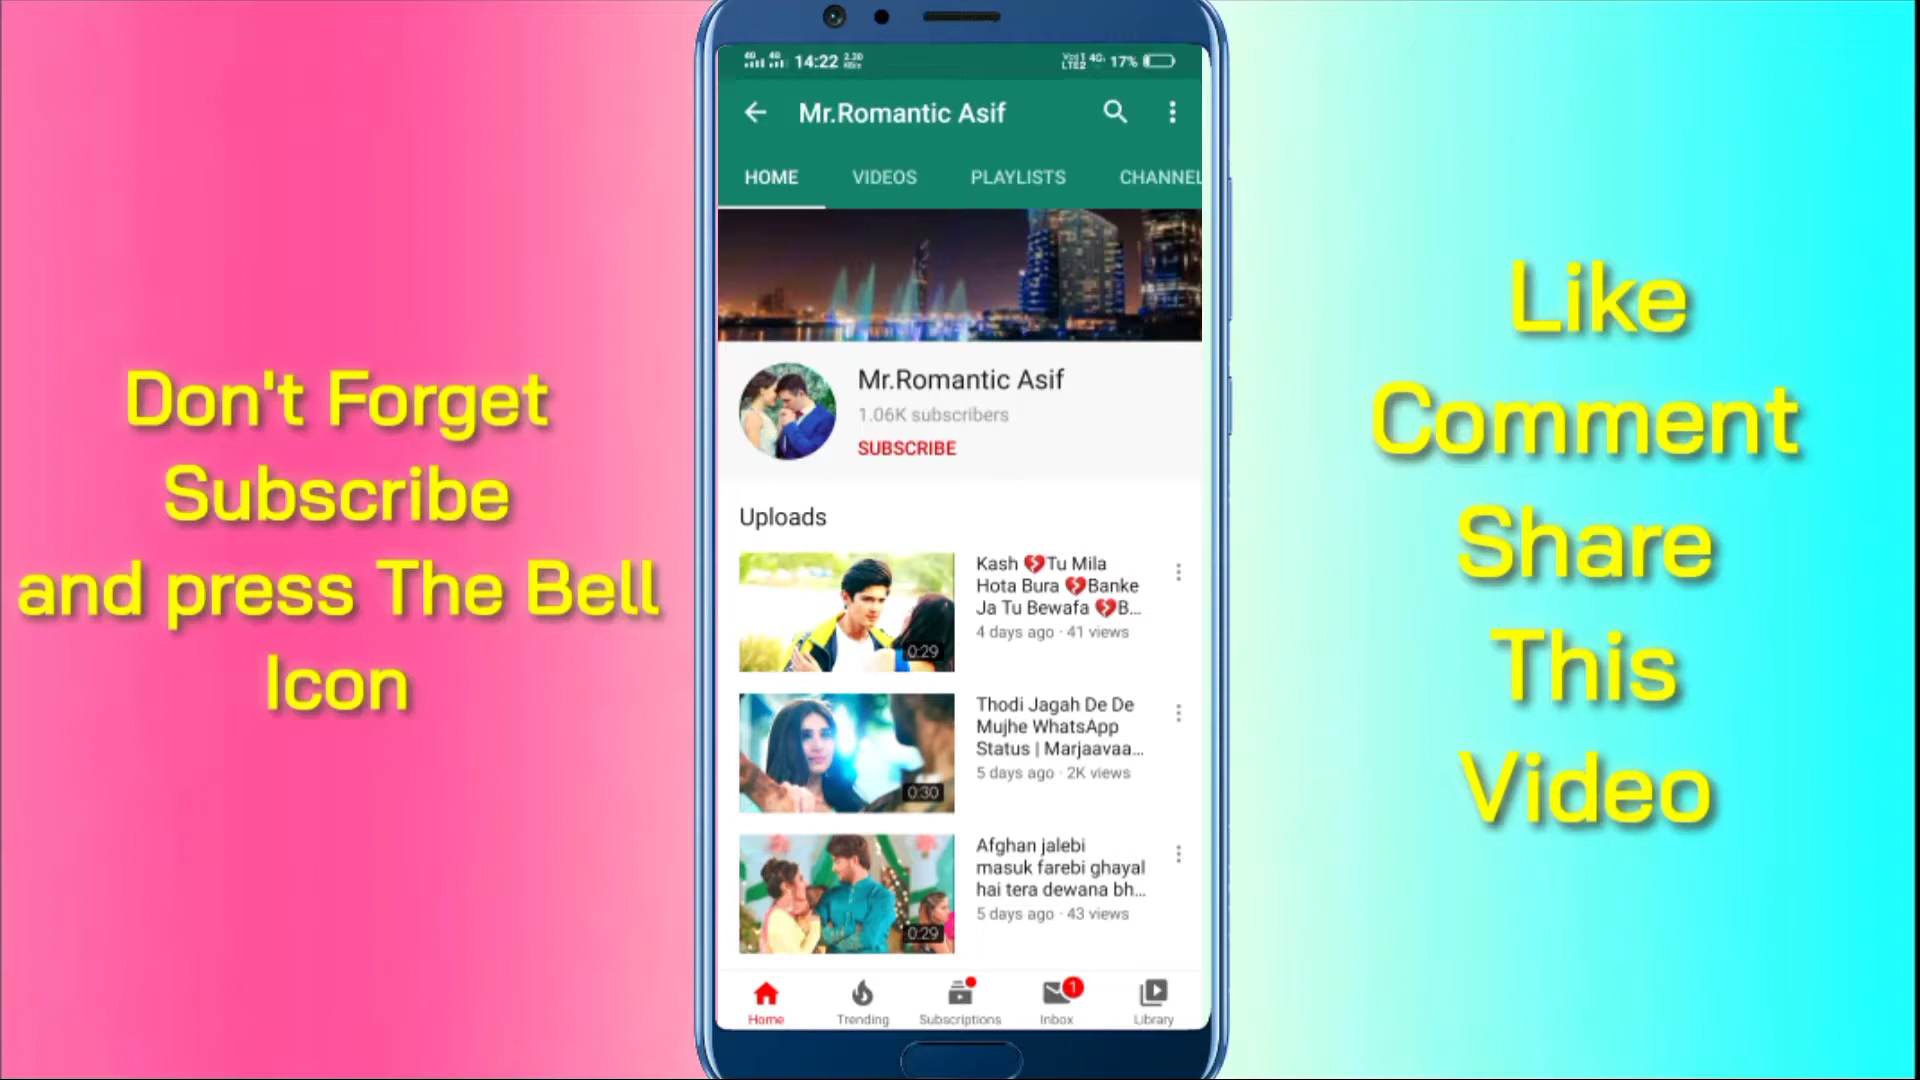 Don't Forget
Subscribe
and press The Bell
Icon
14:22
17%
Mr.Romantic Asif
HOME VIDEOS PLAYLISTS CHANNEL
Mr.Romantic Asif
1.06K subscribers
SUBSCRIBE
Uploads
Kash 💔Tu Mila
Hota Bura 💔Banke
Ja Tu Bewafa 💔B...
4 days ago · 41 views
0:29
Thodi Jagah De De
Mujhe WhatsApp
Status | Marjaavaa...
5 days ago · 2K views
0:30
Afghan jalebi
masuk farebi ghayal
hai tera dewana bh...
5 days ago · 43 views
0:29
Home Trending Subscriptions Inbox 1 Library
Like
Comment
Share
This
Video